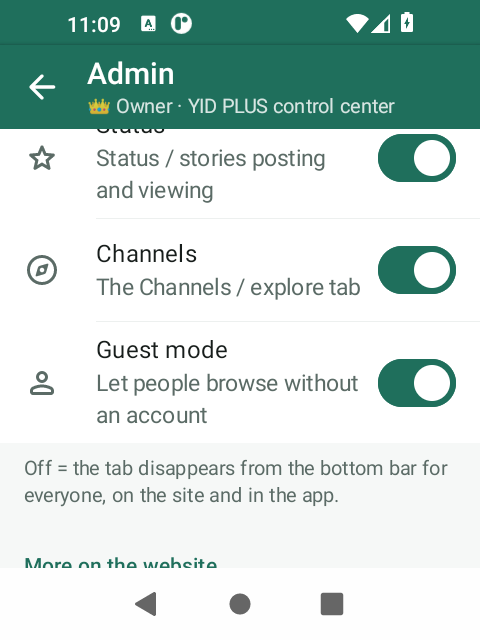 11:09
Admin
👑 Owner · YID PLUS control center
Status
Status / stories posting
and viewing
Channels
The Channels / explore tab
Guest mode
Let people browse without
an account
Off = the tab disappears from the bottom bar for
everyone, on the site and in the app.
More on the website